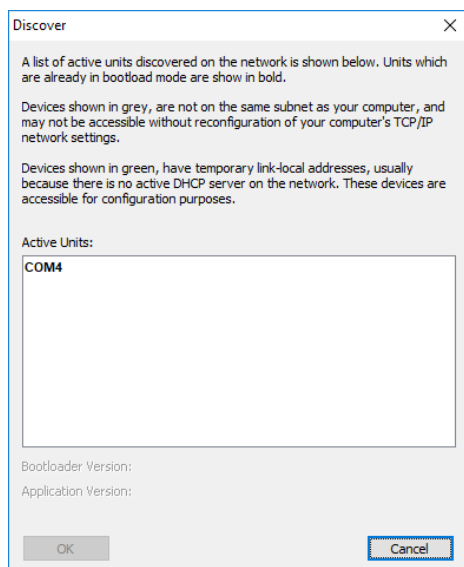 Discover
A list of active units discovered on the network is shown below. Units which
are already in bootload mode are show in bold.
Devices shown in grey, are not on the same subnet as your computer, and
may not be accessible without reconfiguration of your computer's TCP/IP
network settings.
Devices shown in green, have temporary link-local addresses, usually
because there is no active DHCP server on the network. These devices are
accessible for configuration purposes.
Active Units:
COM4
Bootloader Version:
Application Version:
OK Cancel